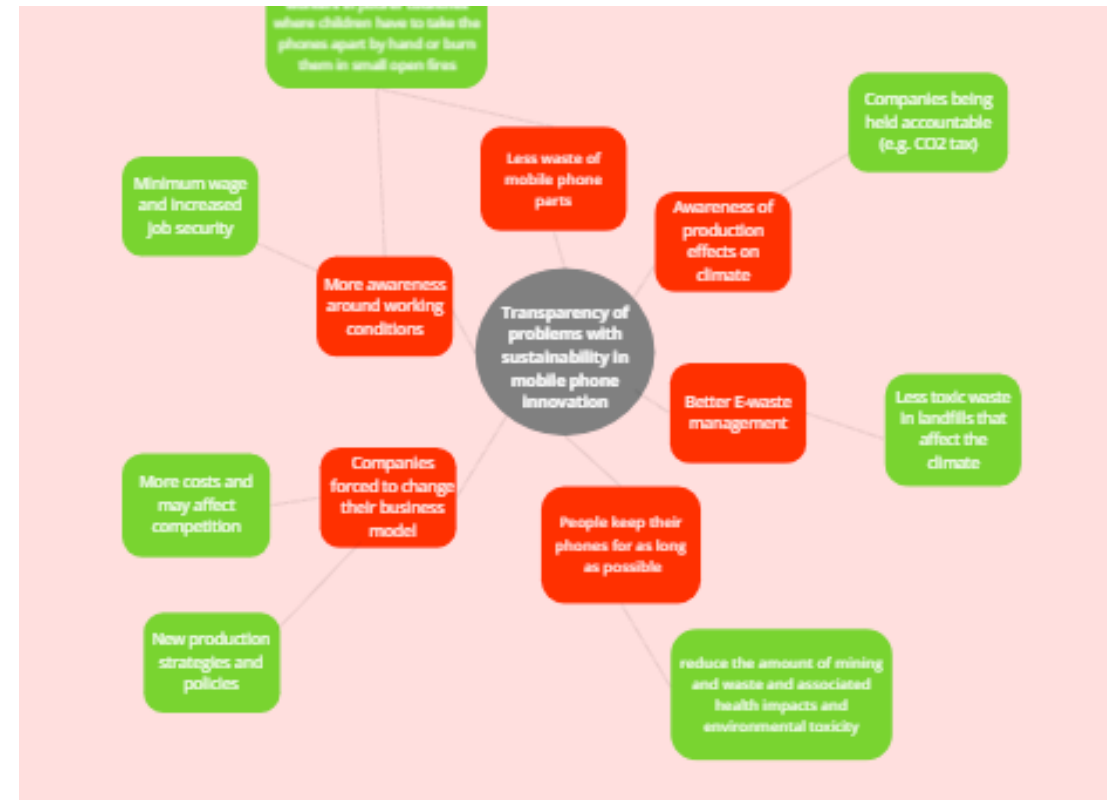 where children have to take the
phones apart by hand or burn
them in small open fires
Companies being
held accountable
(e.g. CO2 tax)
Less waste of
mobile phone
parts
Minimum wage
and increased
job security
Awareness of
production
effects on
climate
More awareness
around working
conditions
Transparency of
problems with
sustainability in
mobile phone
innovation
Better E-waste
management
Less toxic waste
in landfills that
affect the
climate
Companies
forced to change
their business
model
More costs and
may affect
competition
People keep their
phones for as long
as possible
New production
strategies and
policies
reduce the amount of mining
and waste and associated
health impacts and
environmental toxicity